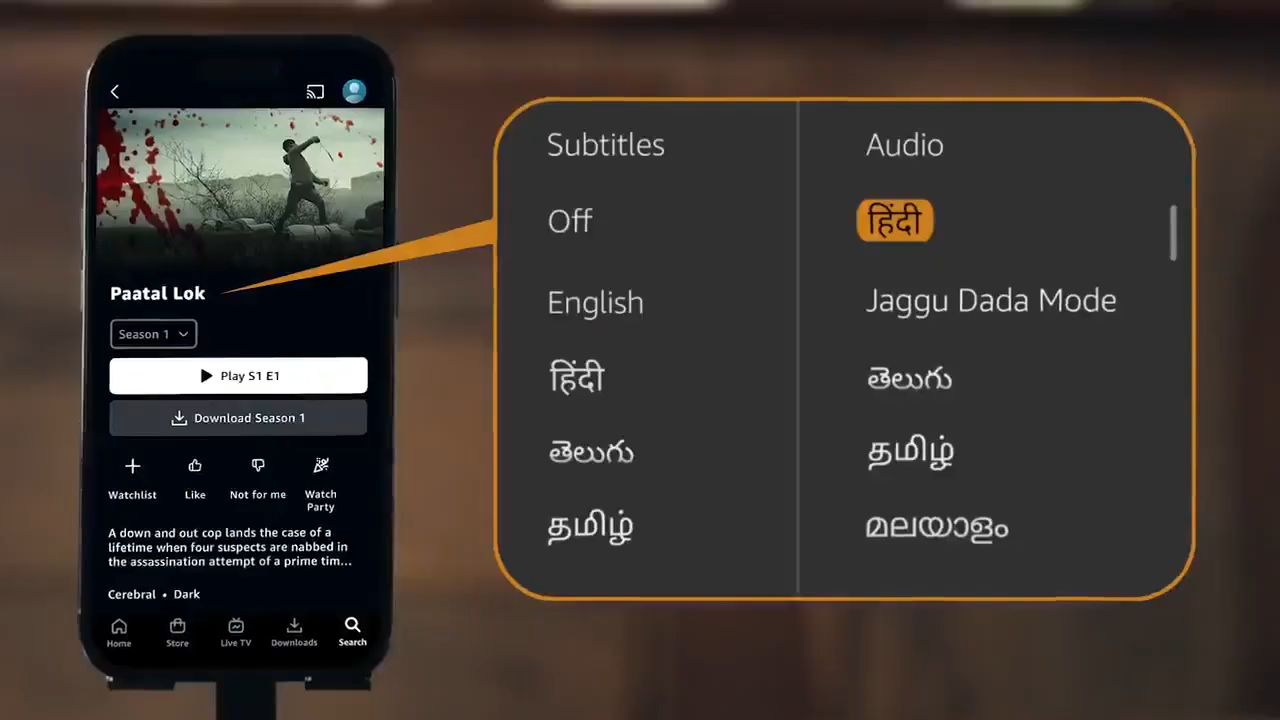 Paatal Lok
Season 1
Play S1 E1
Download Season 1
Watchlist
Like
Not for me
Watch
Party
A down and out cop lands the case of a
lifetime when four suspects are nabbed in
the assassination attempt of a prime tim...
Cerebral • Dark
Home
Store
Live TV
Downloads
Search
Subtitles
Off
English
हिंदी
తెలుగు
தமிழ்
Audio
हिंदी
Jaggu Dada Mode
తెలుగు
தமிழ்
മലയാളം